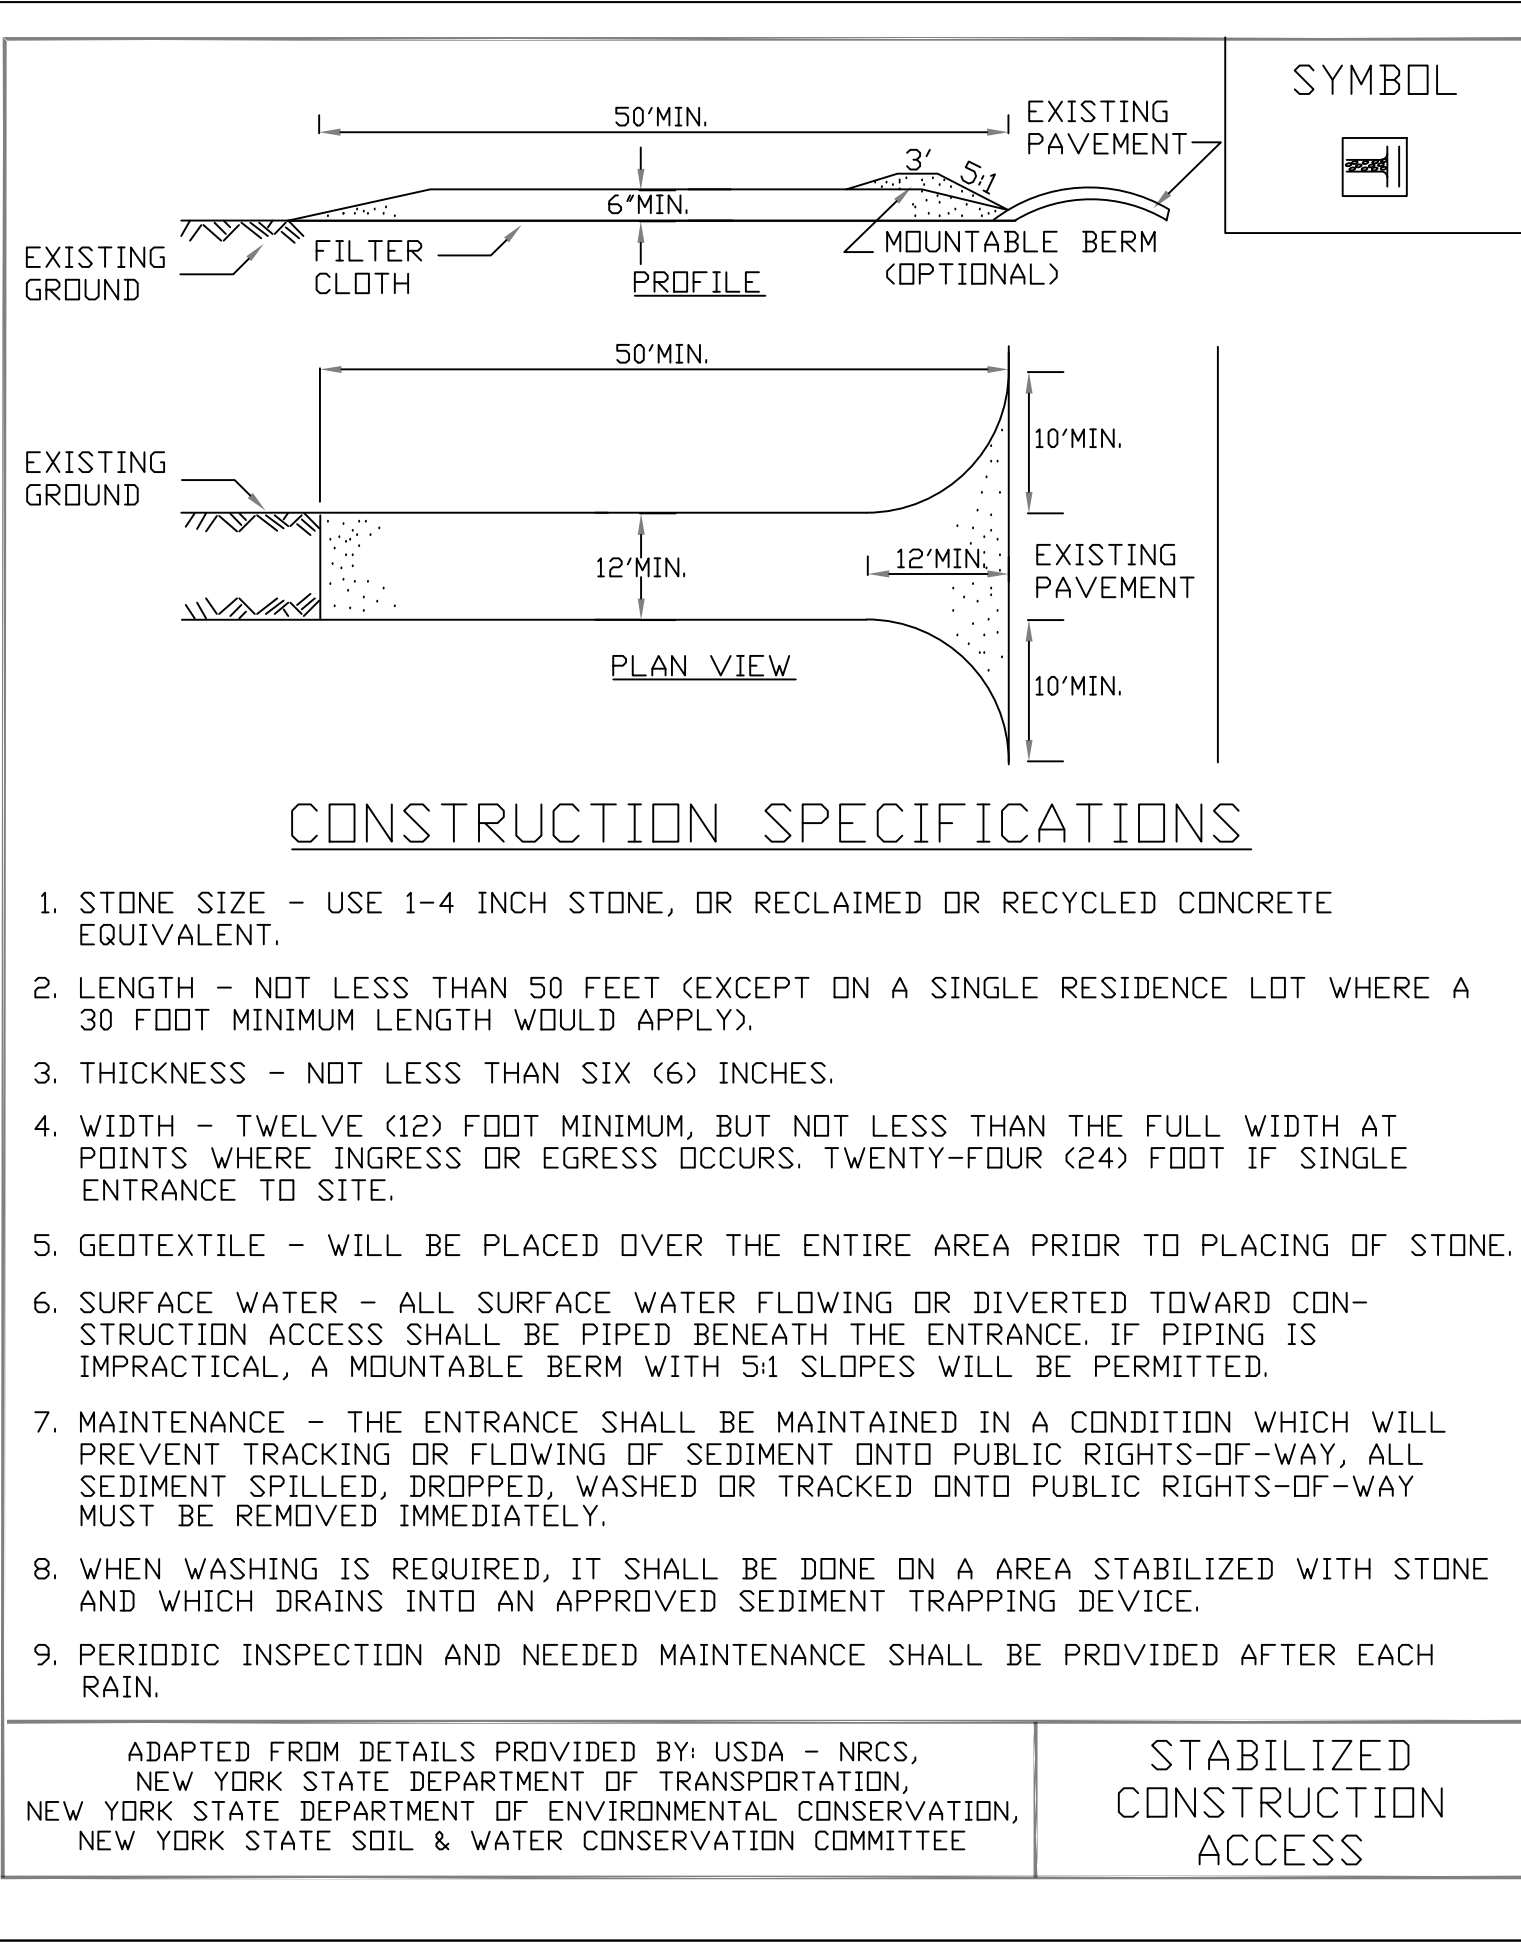 SYMBOL
50'MIN.
EXISTING
PAVEMENT
3'
5:1
6"MIN.
EXISTING
GROUND
FILTER
CLOTH
PROFILE
MOUNTABLE BERM
(OPTIONAL)
50'MIN.
10'MIN.
EXISTING
GROUND
12'MIN.
12'MIN.
EXISTING
PAVEMENT
PLAN VIEW
10'MIN.
CONSTRUCTION SPECIFICATIONS
1. STONE SIZE - USE 1-4 INCH STONE, OR RECLAIMED OR RECYCLED CONCRETE
EQUIVALENT.
2. LENGTH - NOT LESS THAN 50 FEET (EXCEPT ON A SINGLE RESIDENCE LOT WHERE A
30 FOOT MINIMUM LENGTH WOULD APPLY).
3. THICKNESS - NOT LESS THAN SIX (6) INCHES.
4. WIDTH - TWELVE (12) FOOT MINIMUM, BUT NOT LESS THAN THE FULL WIDTH AT
POINTS WHERE INGRESS OR EGRESS OCCURS. TWENTY-FOUR (24) FOOT IF SINGLE
ENTRANCE TO SITE.
5. GEOTEXTILE - WILL BE PLACED OVER THE ENTIRE AREA PRIOR TO PLACING OF STONE.
6. SURFACE WATER - ALL SURFACE WATER FLOWING OR DIVERTED TOWARD CON-
STRUCTION ACCESS SHALL BE PIPED BENEATH THE ENTRANCE. IF PIPING IS
IMPRACTICAL, A MOUNTABLE BERM WITH 5:1 SLOPES WILL BE PERMITTED.
7. MAINTENANCE - THE ENTRANCE SHALL BE MAINTAINED IN A CONDITION WHICH WILL
PREVENT TRACKING OR FLOWING OF SEDIMENT ONTO PUBLIC RIGHTS-OF-WAY, ALL
SEDIMENT SPILLED, DROPPED, WASHED OR TRACKED ONTO PUBLIC RIGHTS-OF-WAY
MUST BE REMOVED IMMEDIATELY.
8. WHEN WASHING IS REQUIRED, IT SHALL BE DONE ON A AREA STABILIZED WITH STONE
AND WHICH DRAINS INTO AN APPROVED SEDIMENT TRAPPING DEVICE.
9. PERIODIC INSPECTION AND NEEDED MAINTENANCE SHALL BE PROVIDED AFTER EACH
RAIN.
ADAPTED FROM DETAILS PROVIDED BY: USDA - NRCS,
NEW YORK STATE DEPARTMENT OF TRANSPORTATION,
NEW YORK STATE DEPARTMENT OF ENVIRONMENTAL CONSERVATION,
NEW YORK STATE SOIL & WATER CONSERVATION COMMITTEE
STABILIZED
CONSTRUCTION
ACCESS